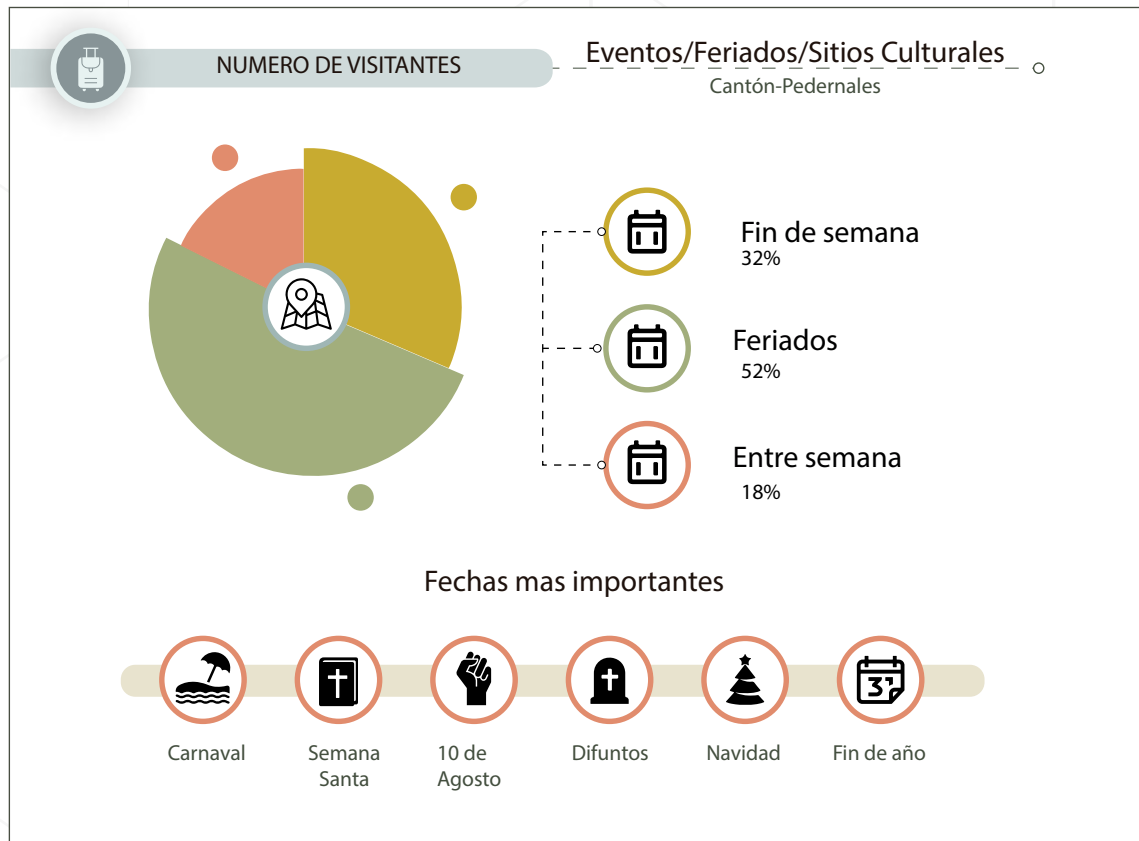 NUMERO DE VISITANTES
Eventos/Feriados/Sitios Culturales
Cantón-Pedernales
Fin de semana
32%
Feriados
52%
Entre semana
18%
Fechas mas importantes
31
Carnaval
Semana
Santa
10 de
Agosto
Difuntos
Navidad
Fin de año